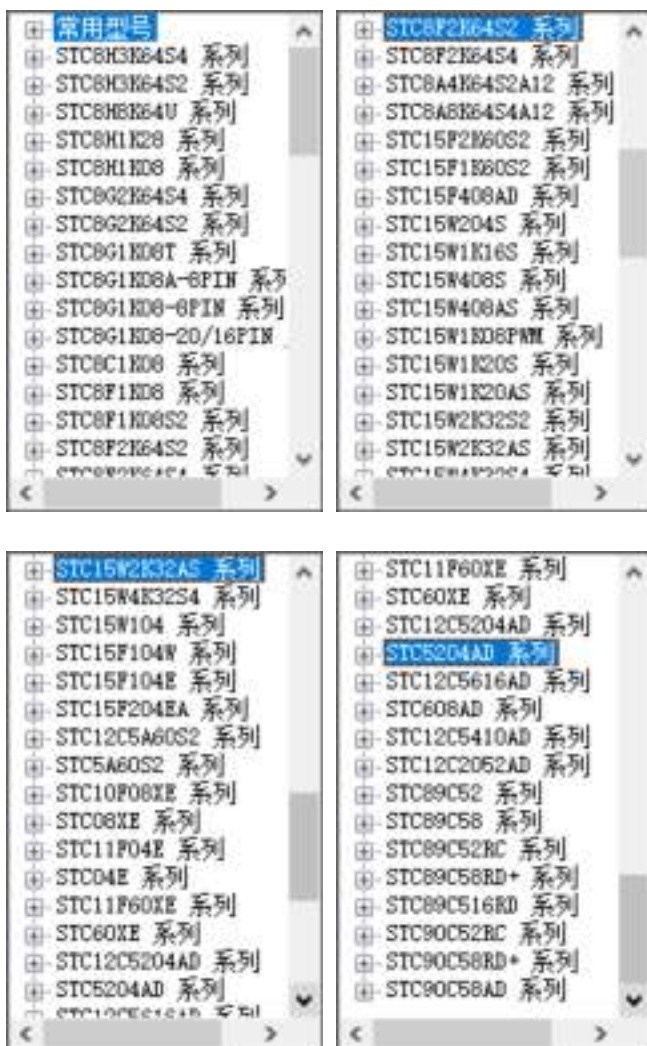 常用型号
STC8H3K64S4 系列
STC8H3K64S2 系列
STC8H8K64U 系列
STC8H1K28 系列
STC8H1K08 系列
STC8G2K64S4 系列
STC8G2K64S2 系列
STC8G1K08T 系列
STC8G1K08A-8PIN 系列
STC8G1K08-8PIN 系列
STC8G1K08-20/16PIN
STC8C1K08 系列
STC8F1K08 系列
STC8F1K08S2 系列
STC8F2K64S2 系列
STC8F2K64S4 系列
STC8F2K64S2 系列
STC8F2K64S4 系列
STC8A4K64S2A12 系列
STC8A8K64S4A12 系列
STC15F2K60S2 系列
STC15F1K60S2 系列
STC15F408AD 系列
STC15W204S 系列
STC15W1K16S 系列
STC15W408S 系列
STC15W408AS 系列
STC15W1K08PWM 系列
STC15W1K20S 系列
STC15W1K20AS 系列
STC15W2K32S2 系列
STC15W2K32AS 系列
STC15W4K32S4 系列
STC15W2K32AS 系列
STC15W4K32S4 系列
STC15W104 系列
STC15F104W 系列
STC15F104E 系列
STC15F204EA 系列
STC12C5A60S2 系列
STC5A60S2 系列
STC10F08XE 系列
STC08XE 系列
STC11F04E 系列
STC04E 系列
STC11F60XE 系列
STC60XE 系列
STC12C5204AD 系列
STC5204AD 系列
STC12C5616AD 系列
STC11F60XE 系列
STC60XE 系列
STC12C5204AD 系列
STC5204AD 系列
STC12C5616AD 系列
STC608AD 系列
STC12C5410AD 系列
STC12C2052AD 系列
STC89C52 系列
STC89C58 系列
STC89C52RC 系列
STC89C58RD+ 系列
STC89C516RD 系列
STC90C52RC 系列
STC90C58RD+ 系列
STC90C58AD 系列